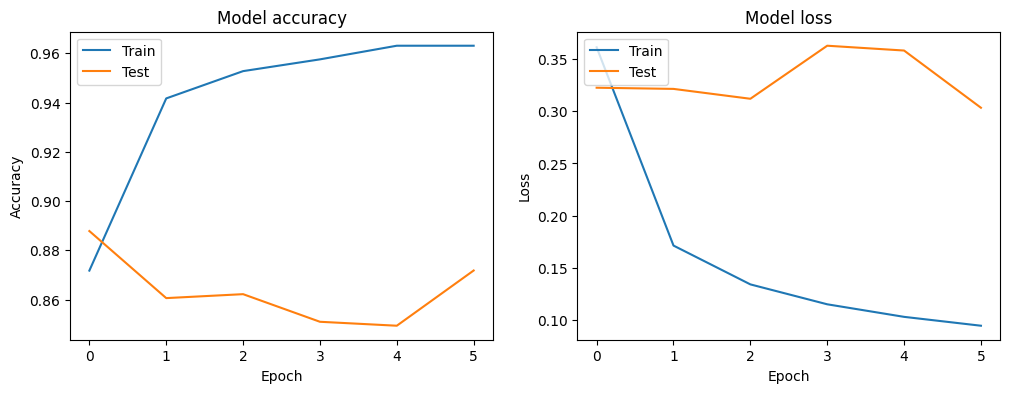 Model accuracy
Train
Test
0.96
0.94
0.92
0.90
0.88
0.86
Accuracy
0 1 2 3 4 5
Epoch
Model loss
Train
Test
0.35
0.30
0.25
0.20
0.15
0.10
Loss
0 1 2 3 4 5
Epoch